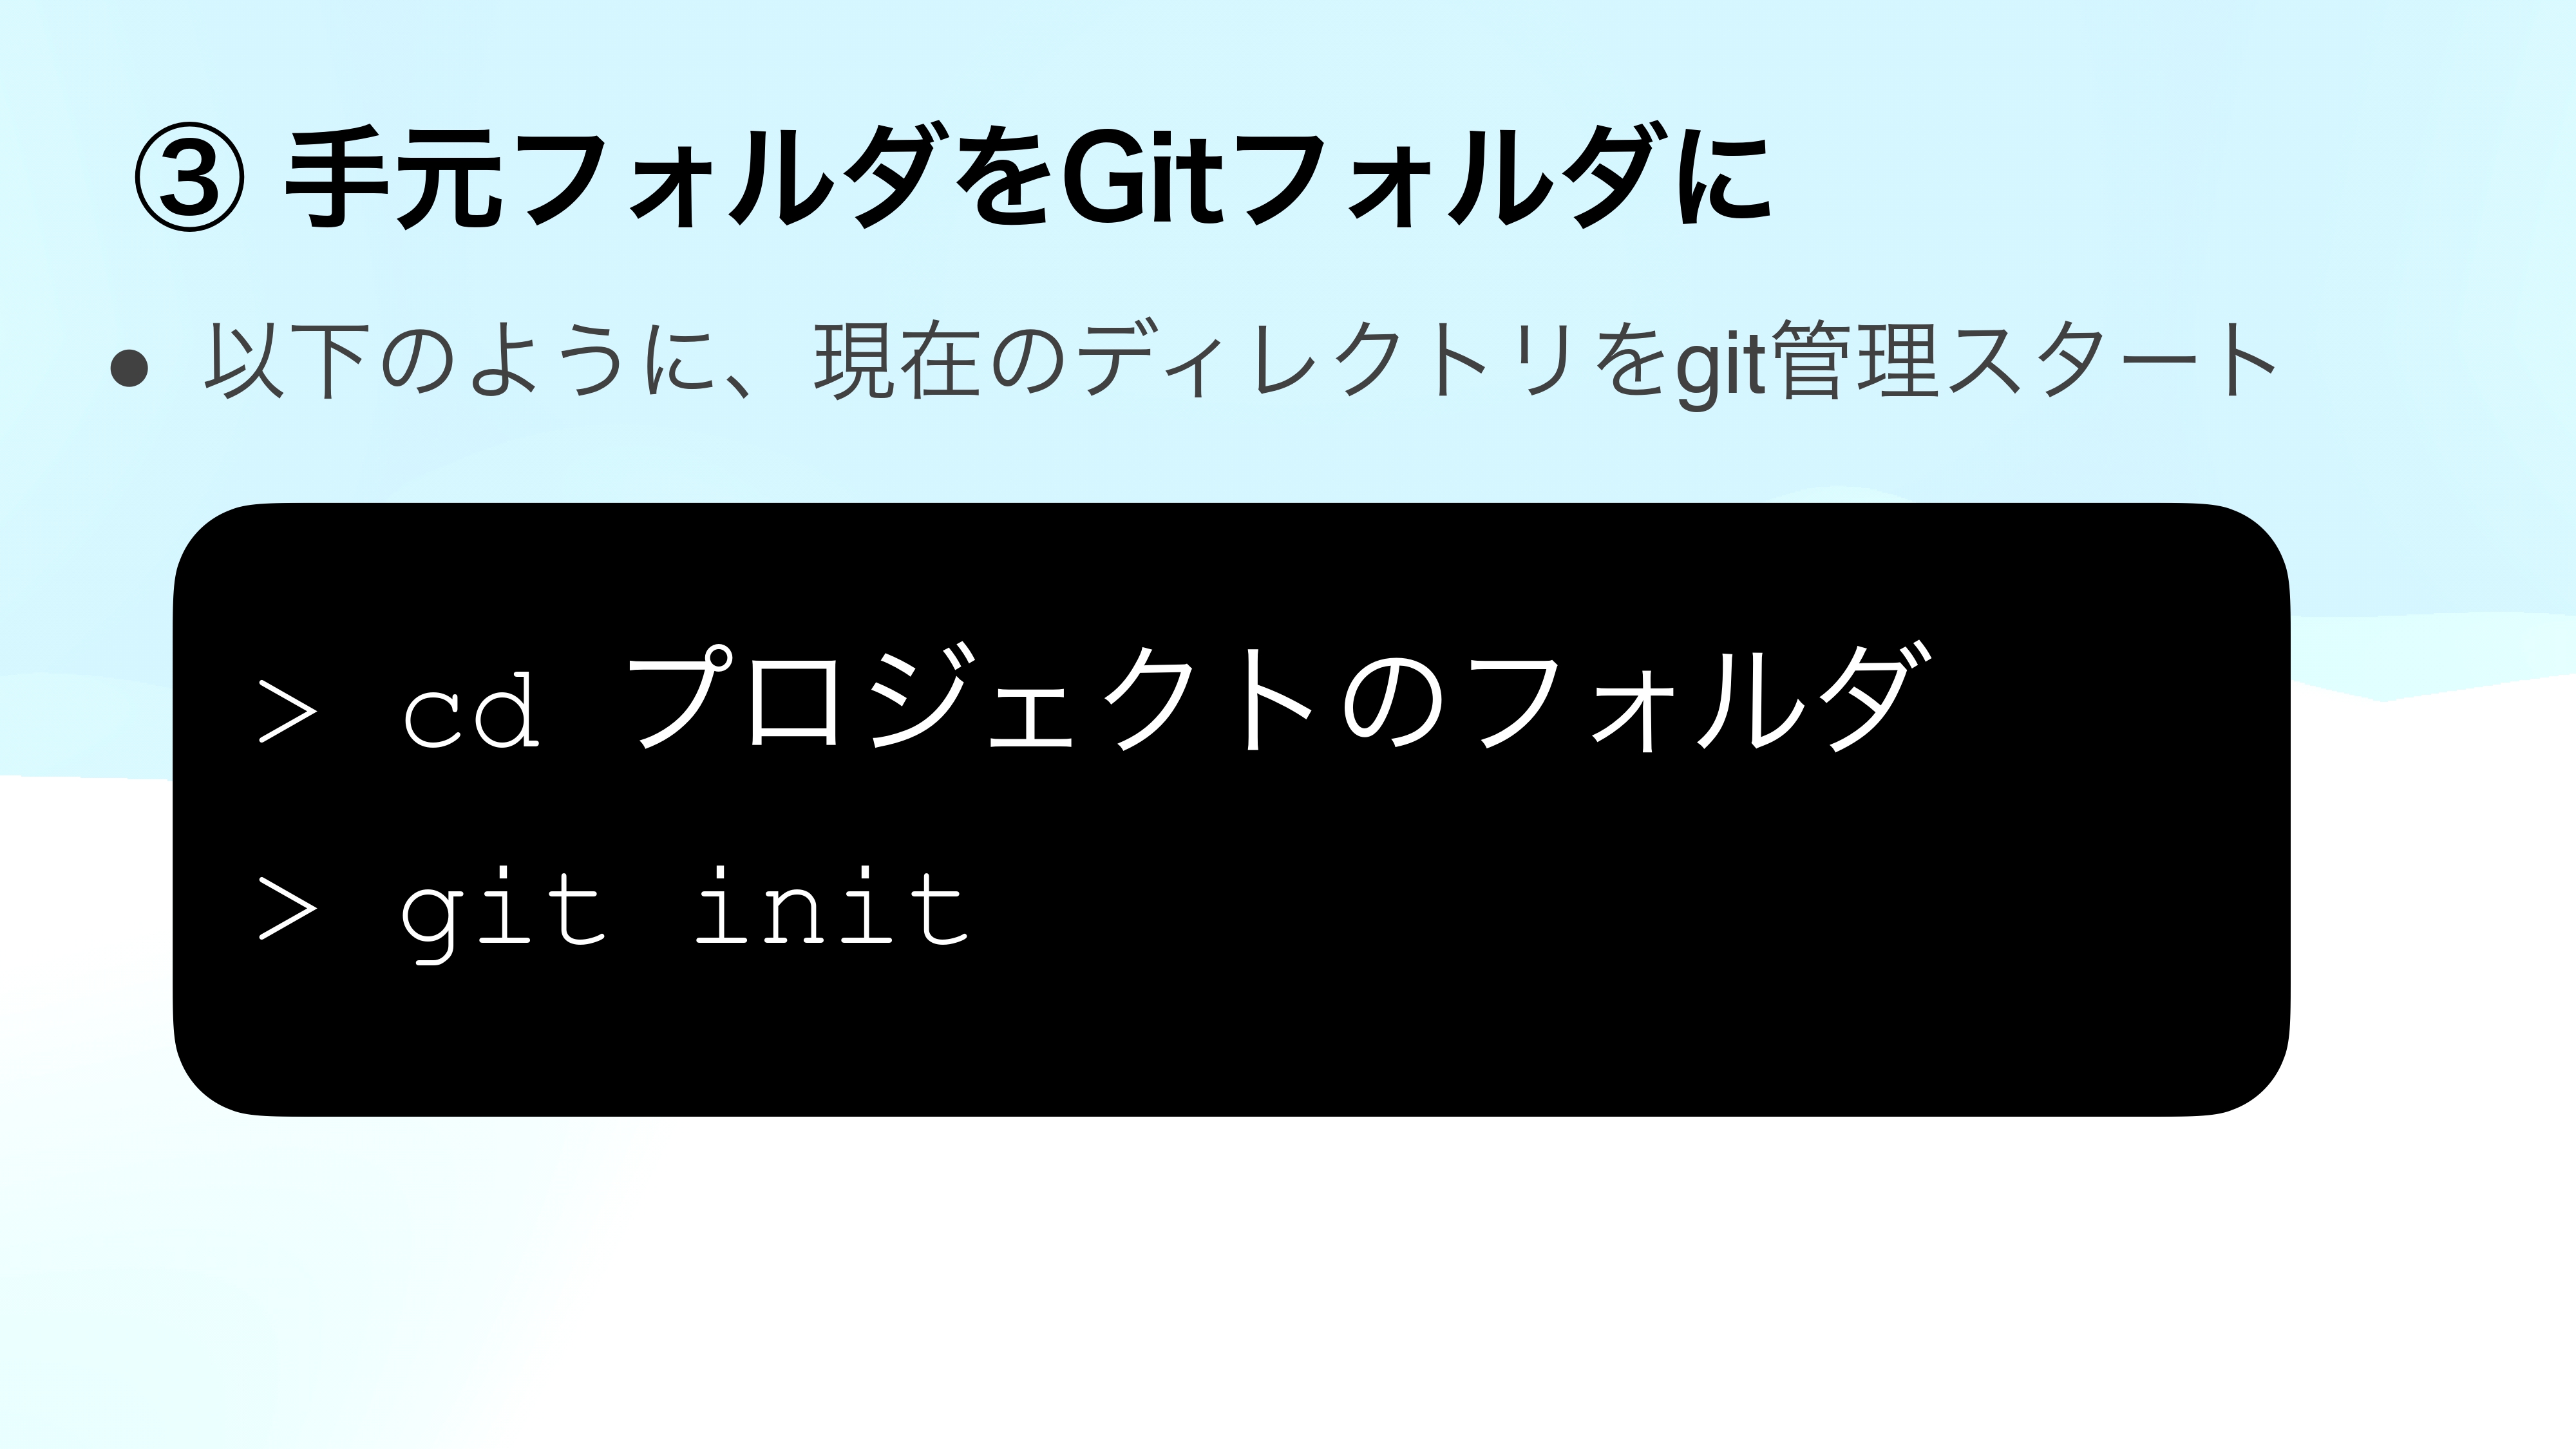 ③ 手元フォルダをGitフォルダに
• 以下のように、現在のディレクトリをgit管理スタート
> cd プロジェクトのフォルダ
> git init